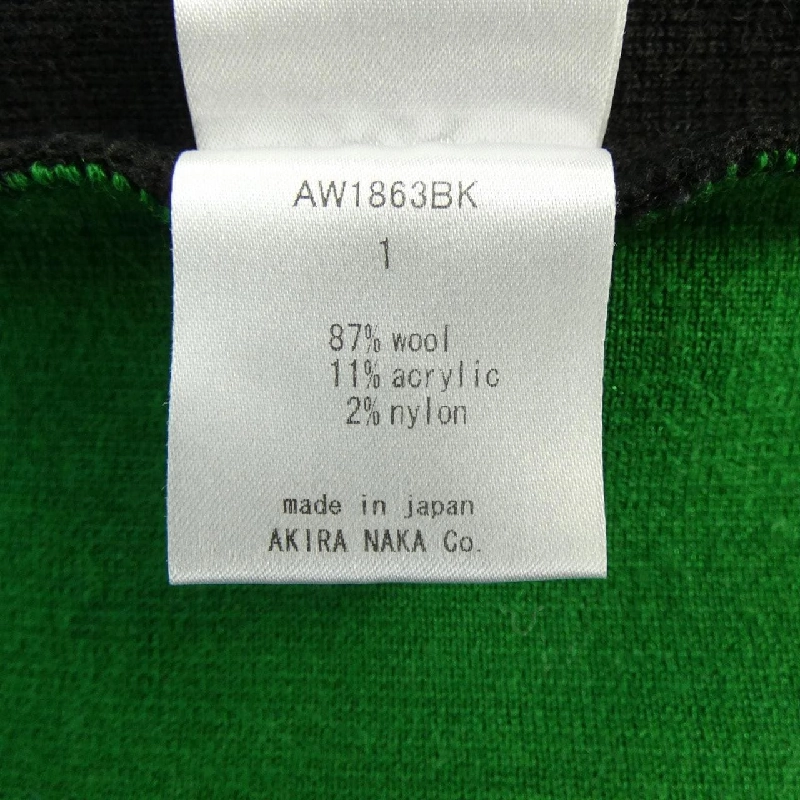 AW1863BK
1
87% wool
11% acrylic
2% nylon
made in japan
AKIRA NAKA Co.